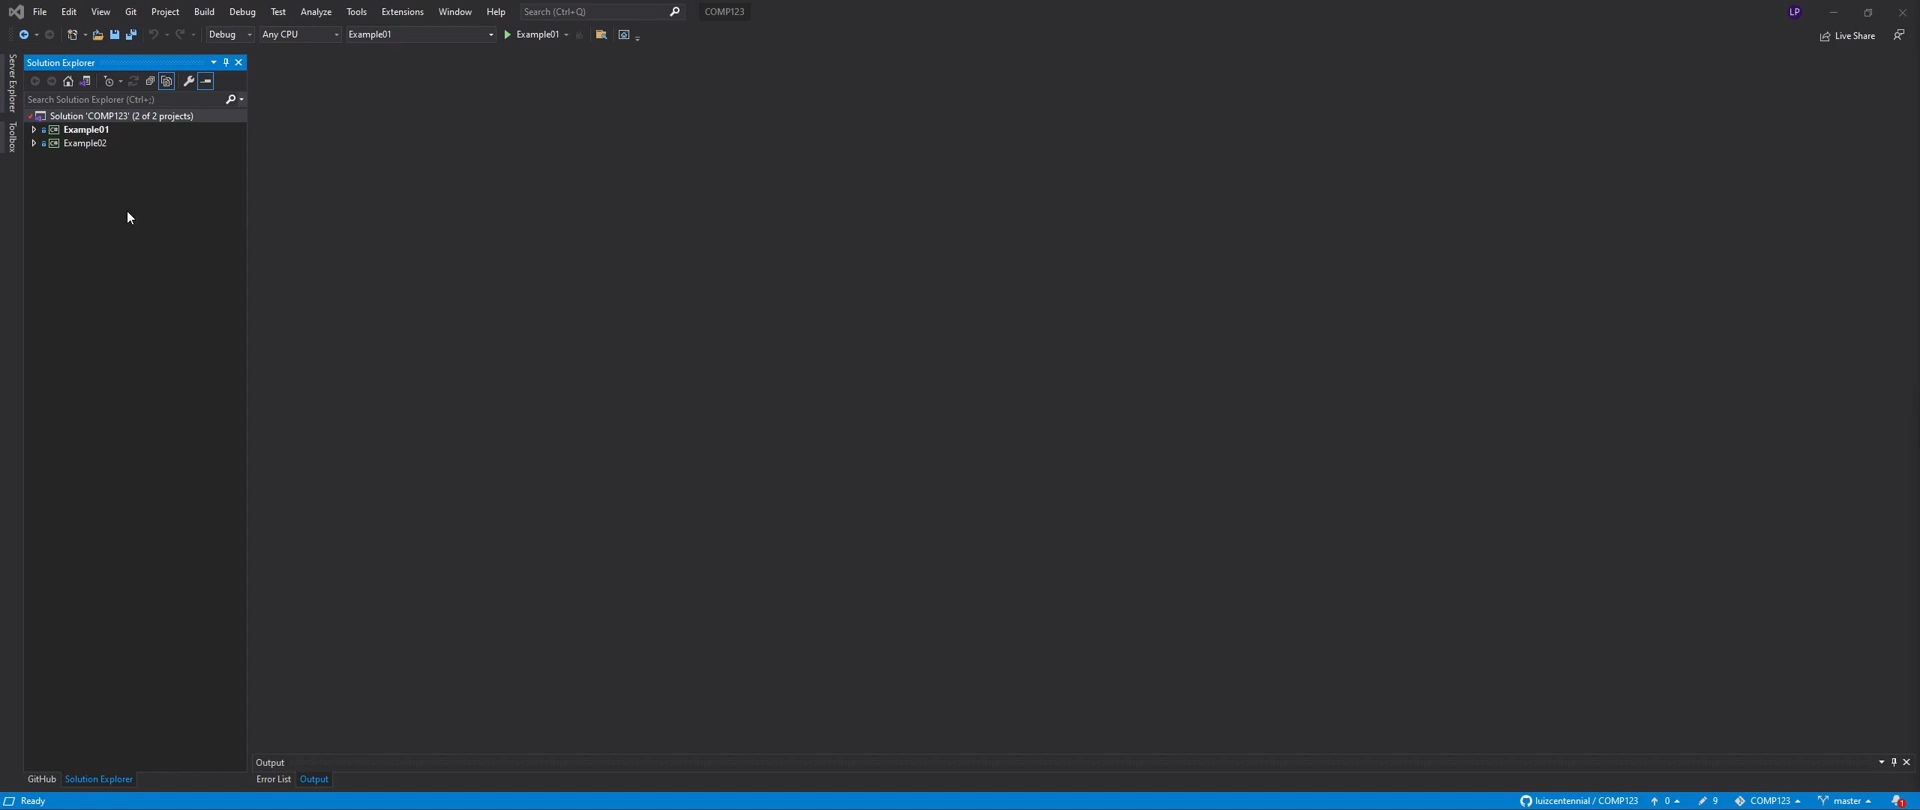 File Edit View Git Project Build Debug Test Analyze Tools Extensions Window Help Search (Ctrl+Q) COMP123 LP
Debug Any CPU Example01 Example01 Live Share
Server Explorer
Toolbox
Solution Explorer
Search Solution Explorer (Ctrl+;)
Solution 'COMP123' (2 of 2 projects)
Example01
Example02
Output
GitHub Solution Explorer Error List Output
Ready luizcentennial / COMP123 0 9 COMP123 master 1